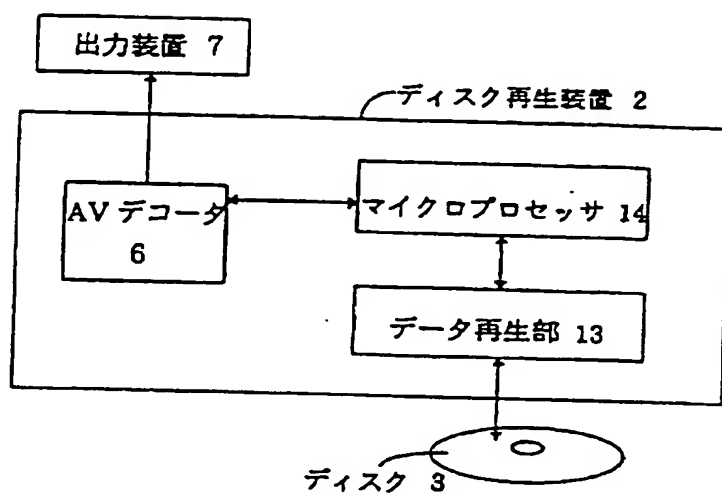 出力装置 7
ディスク再生装置 2
AV デコータ
6
マイクロプロセッサ 14
データ再生部 13
ディスク 3